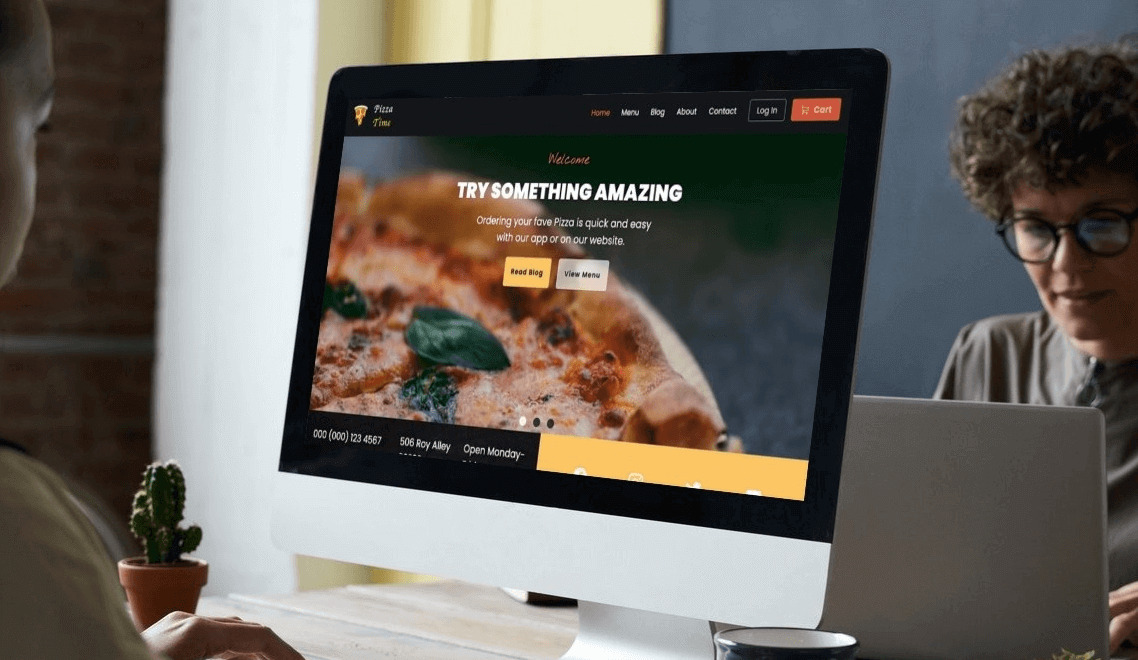 Pizza
Time
Home Menu Blog About Contact Log In Cart
Welcome
TRY SOMETHING AMAZING
Ordering your fave Pizza is quick and easy
with our app or on our website.
Read Blog View Menu
000 (000) 123 4567 506 Roy Alley Open Monday-